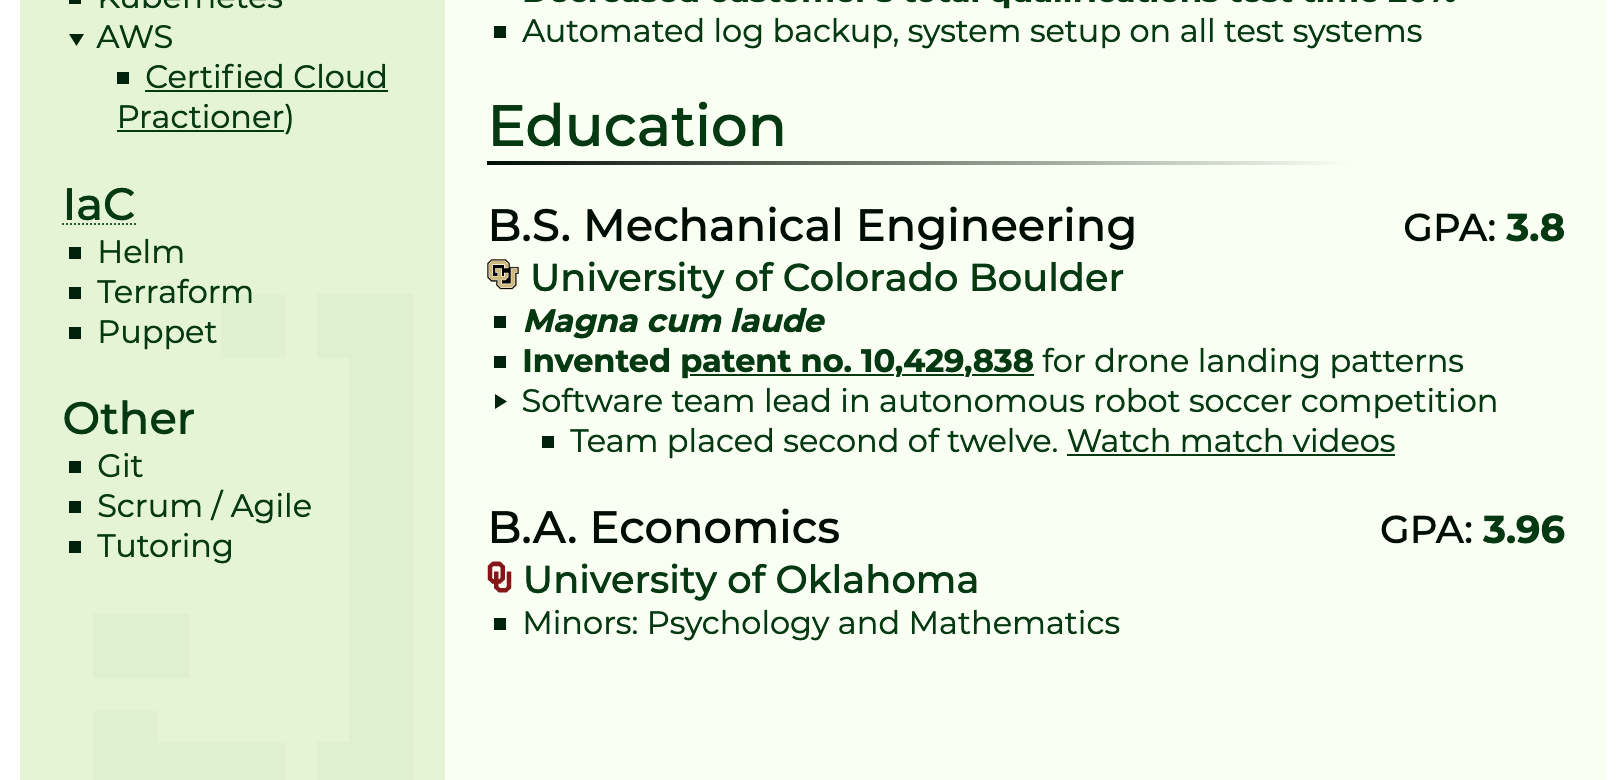 Kubernetes
AWS
Certified Cloud
Practioner)
IaC
Helm
Terraform
Puppet
Other
Git
Scrum / Agile
Tutoring
Automated log backup, system setup on all test systems
Education
B.S. Mechanical Engineering GPA: 3.8
University of Colorado Boulder
Magna cum laude
Invented patent no. 10,429,838 for drone landing patterns
Software team lead in autonomous robot soccer competition
Team placed second of twelve. Watch match videos
B.A. Economics GPA: 3.96
University of Oklahoma
Minors: Psychology and Mathematics